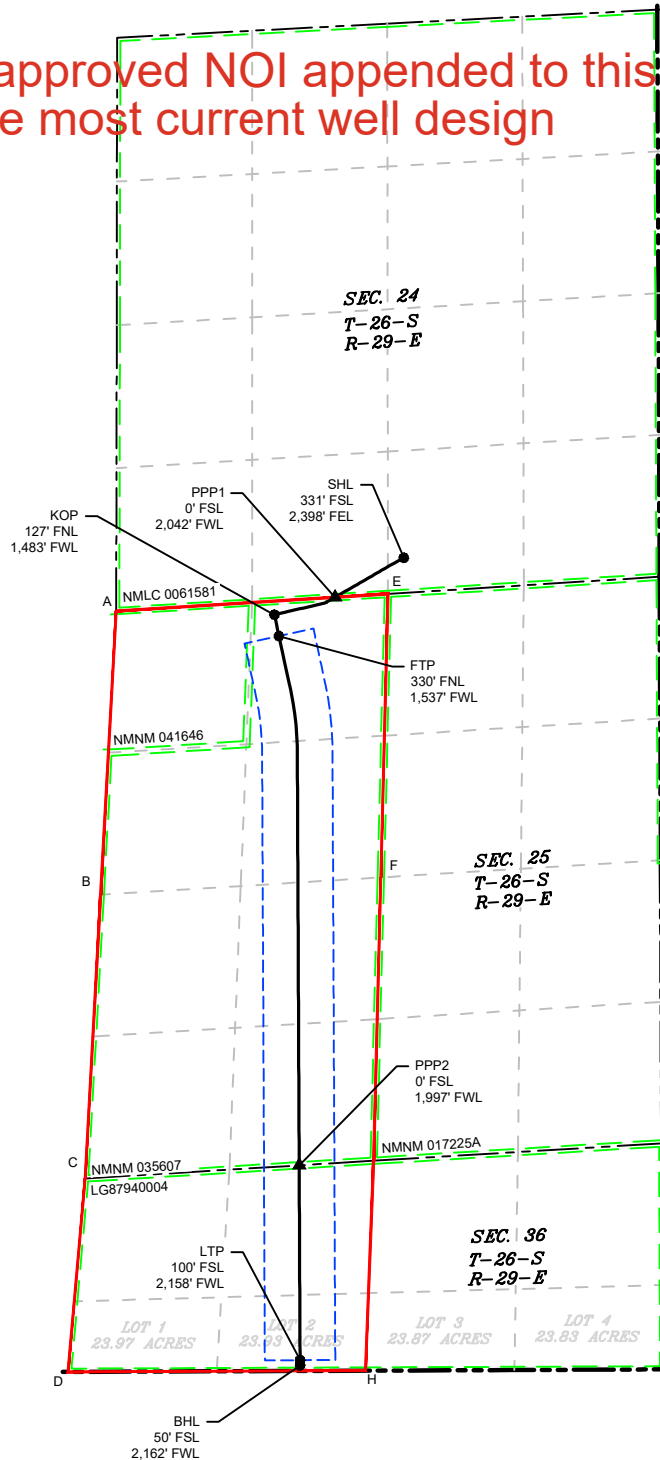 approved NOI appended to this
e most current well design
SEC. 24
T-26-S
R-29-E
SHL
331' FSL
2,398' FEL
PPP1
0' FSL
2,042' FWL
KOP
127' FNL
1,483' FWL
E
A
NMLC 0061581
FTP
330' FNL
1,537' FWL
NMNM 041646
SEC. 25
T-26-S
R-29-E
F
B
PPP2
0' FSL
1,997' FWL
NMNM 017225A
C
NMNM 035607
LG87940004
SEC. 36
T-26-S
R-29-E
LTP
100' FSL
2,158' FWL
LOT 1
23.97 ACRES
LOT 2
23.93 ACRES
LOT 3
23.87 ACRES
LOT 4
23.83 ACRES
D
H
BHL
50' FSL
2,162' FWL